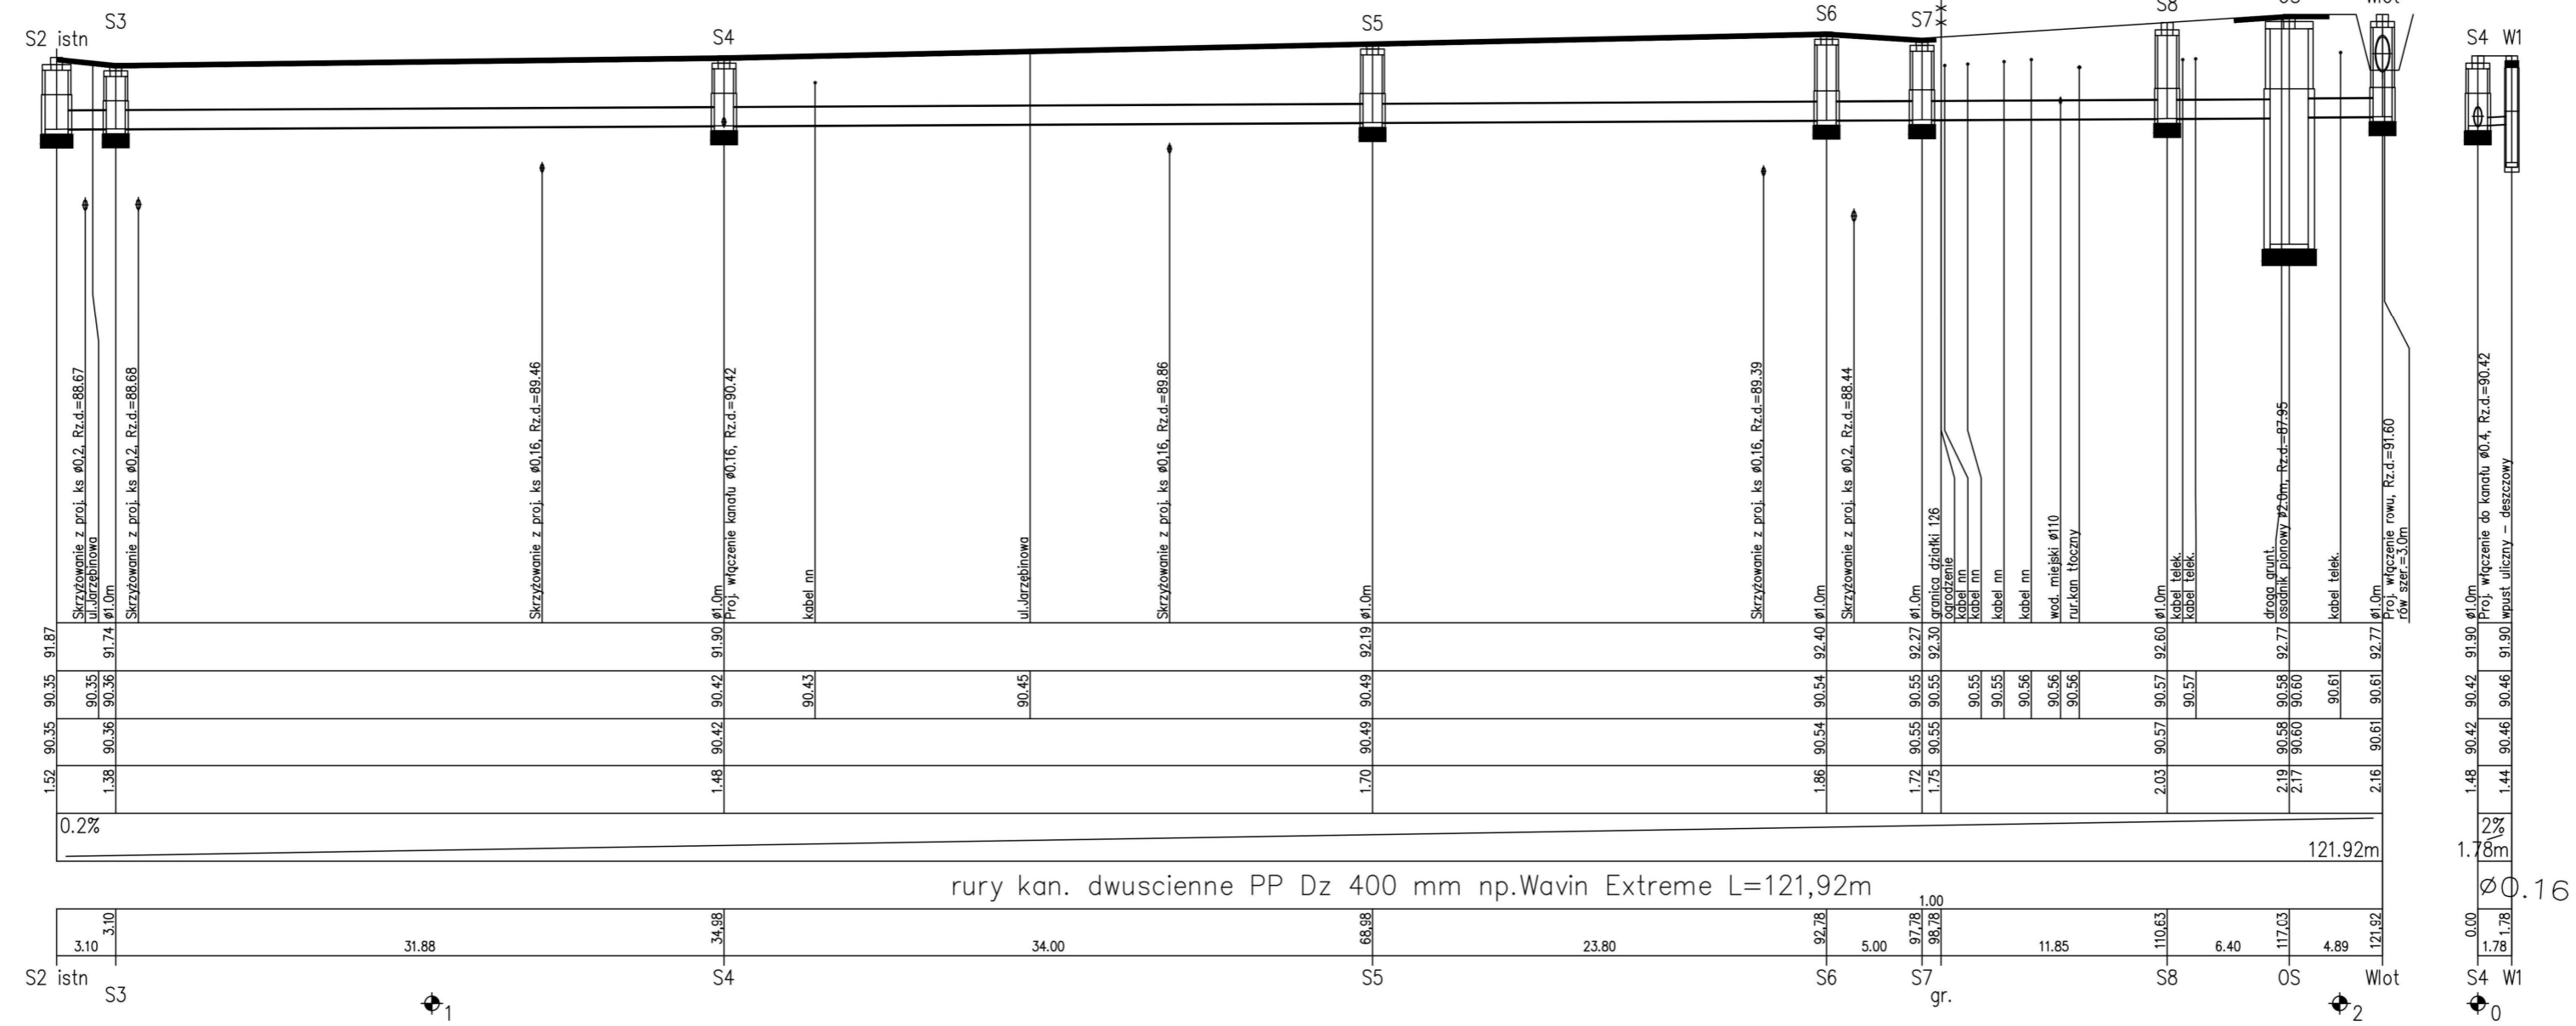 S2 istn
S3
S4
S5
S6
S7
S8
S4 W1
Skrzyżowanie z proj. ks ø0,2, Rz.d.=88.67
ul.Jarzębinowa
ø1.0m
Skrzyżowanie z proj. ks ø0,2, Rz.d.=88.68
Skrzyżowanie z proj. ks ø0,16, Rz.d.=89.46
ø1.0m
Proj. włączenie kanału ø0.16, Rz.d.=90.42
kabel nn
ul.Jarzębinowa
Skrzyżowanie z proj. ks ø0,16, Rz.d.=89.86
ø1.0m
Skrzyżowanie z proj. ks ø0,16, Rz.d.=89.39
ø1.0m
Skrzyżowanie z proj. ks ø0,2, Rz.d.=88.44
ø1.0m
granica działki 126
ogrodzenie
kabel nn
kabel nn
kabel nn
kabel nn
wod. miejski ø110
rur.kan tłoczny
ø1.0m
kabel telek.
kabel telek.
droga grunt.
osadnik pionowy ø2.0m, Rz.d.=87.95
kabel telek.
ø1.0m
Proj. włączenie rowu, Rz.d.=91.60
rów szer.=3.0m
ø1.0m
Proj. włączenie do kanału ø0.4, Rz.d.=90.42
wpust uliczny – deszczowy
91.87 91.74 91.90 92.19 92.40 92.27 92.30 92.60 92.77 92.77 91.90 91.90
90.35 90.35 90.36 90.42 90.43 90.45 90.49 90.54 90.55 90.55 90.55 90.55 90.56 90.56 90.56 90.57 90.57 90.58 90.60 90.61 90.61 90.42 90.46
90.35 90.36 90.42 90.49 90.54 90.55 90.55 90.57 90.58 90.60 90.61 90.42 90.46
1.52 1.38 1.48 1.70 1.86 1.72 1.75 2.03 2.19 2.17 2.16 1.48 1.44
0.2% 2%
121.92m 1.78m
rury kan. dwuscienne PP Dz 400 mm np.Wavin Extreme L=121,92m
ø0.16
1.00
3.10 34,98 68,98 92,78 97,78 98,78 110,63 117,03 121,92 0.00 1.78
3.10 31.88 34.00 23.80 5.00 11.85 6.40 4.89 1.78
S2 istn S4 S5 S6 S7 S8 OS Wlot S4 W1
S3 gr.
1 2 0